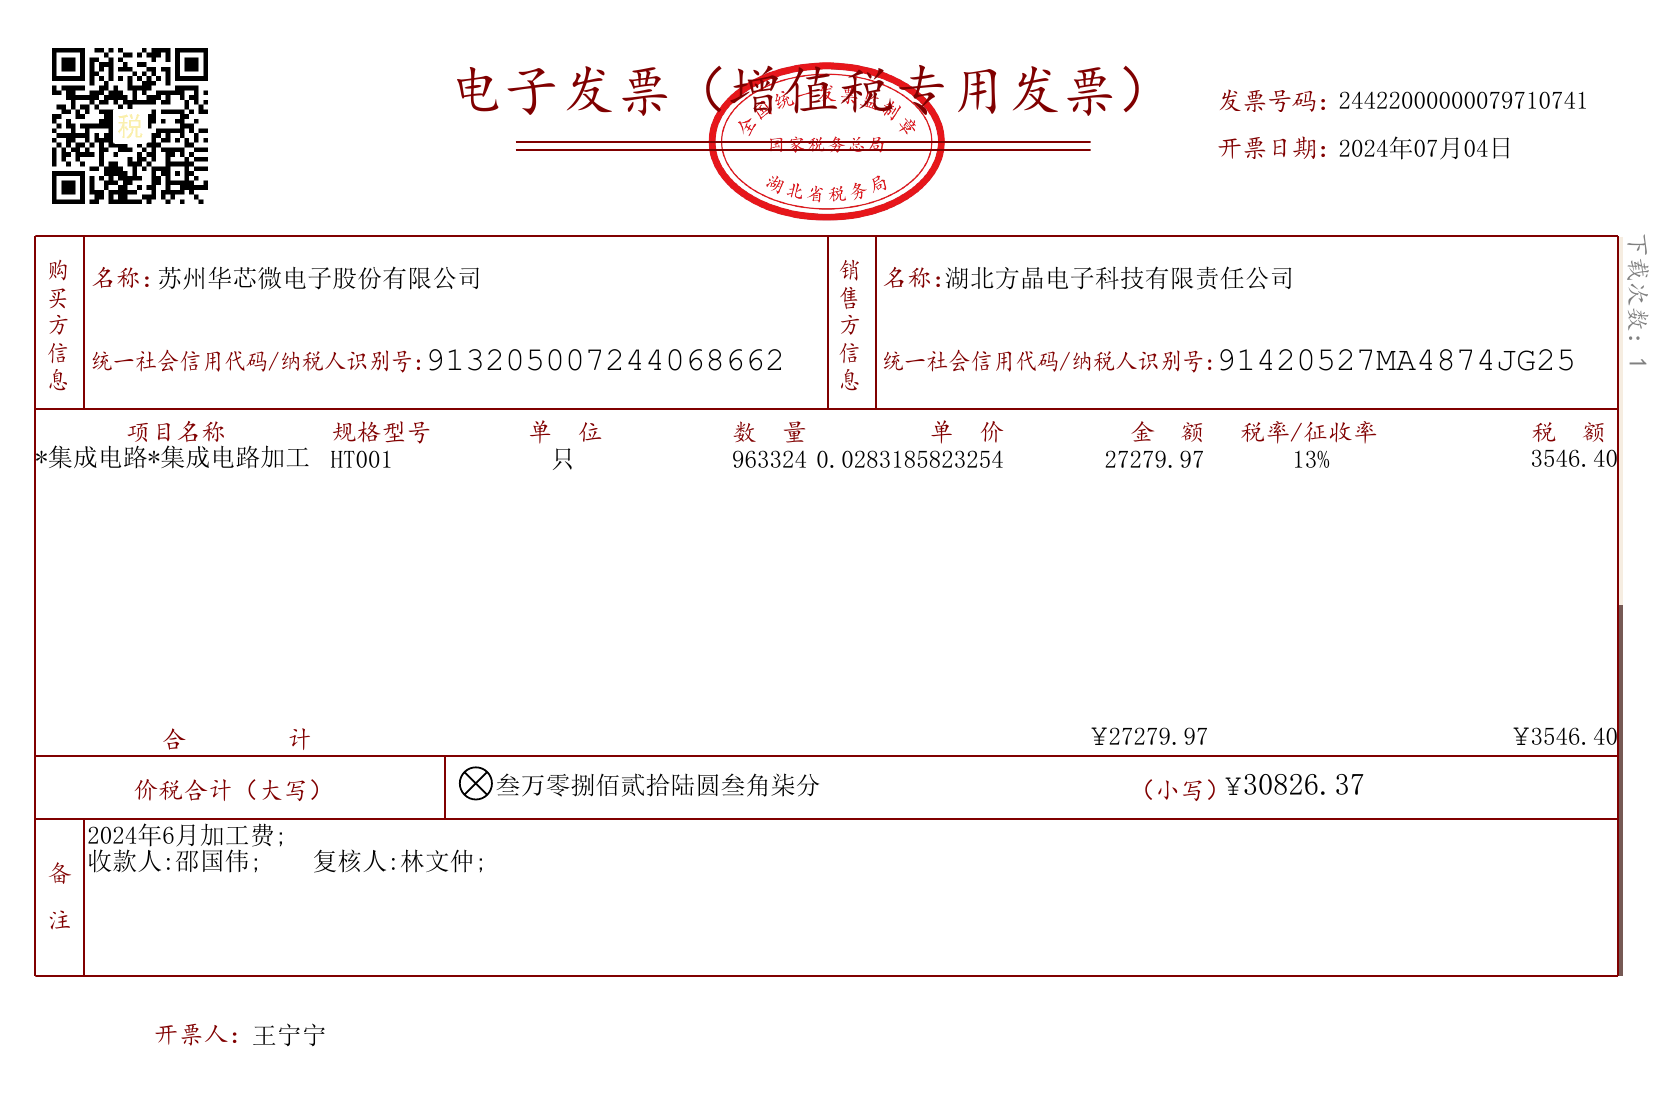 电子发票（增值税专用发票）
发票号码：24422000000079710741
开票日期：2024年07月04日
税
全国统一发票监制章
国家税务总局
湖北省税务局
下载次数：1
购买方信息
名称：苏州华芯微电子股份有限公司
统一社会信用代码/纳税人识别号：913205007244068662
销售方信息
名称：湖北方晶电子科技有限责任公司
统一社会信用代码/纳税人识别号：91420527MA4874JG25
项目名称 规格型号 单位 数量 单价 金额 税率/征收率 税额
*集成电路*集成电路加工 HT001 只 963324 0.0283185823254 27279.97 13% 3546.40
合计 ¥27279.97 ¥3546.40
价税合计（大写） 叁万零捌佰贰拾陆圆叁角柒分 （小写）¥30826.37
备注
2024年6月加工费;
收款人:邵国伟; 复核人:林文仲;
开票人：王宁宁